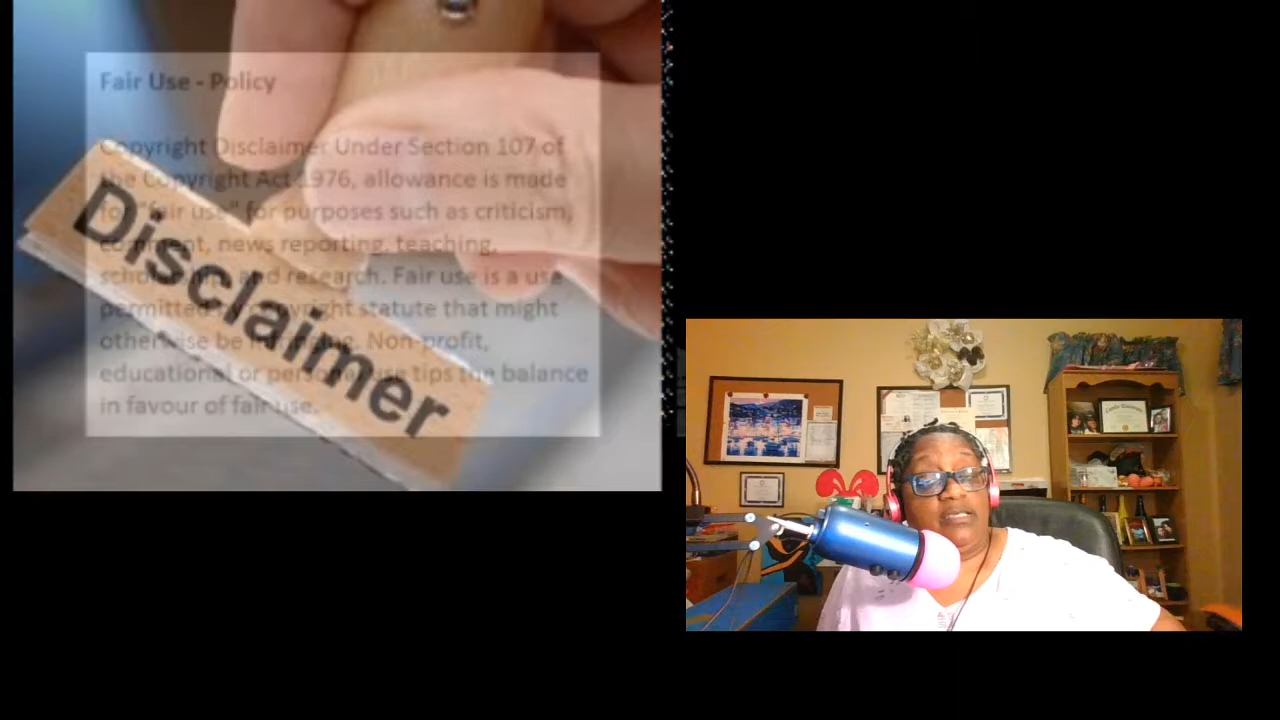 Fair Use - Policy
Copyright Disclaimer Under Section 107 of
the Copyright Act 1976, allowance is made
for "fair use" for purposes such as criticism,
comment, news reporting, teaching,
scholarship, and research. Fair use is a use
permitted by copyright statute that might
otherwise be infringing. Non-profit,
educational or personal use tips the balance
in favour of fair use.
Disclaimer